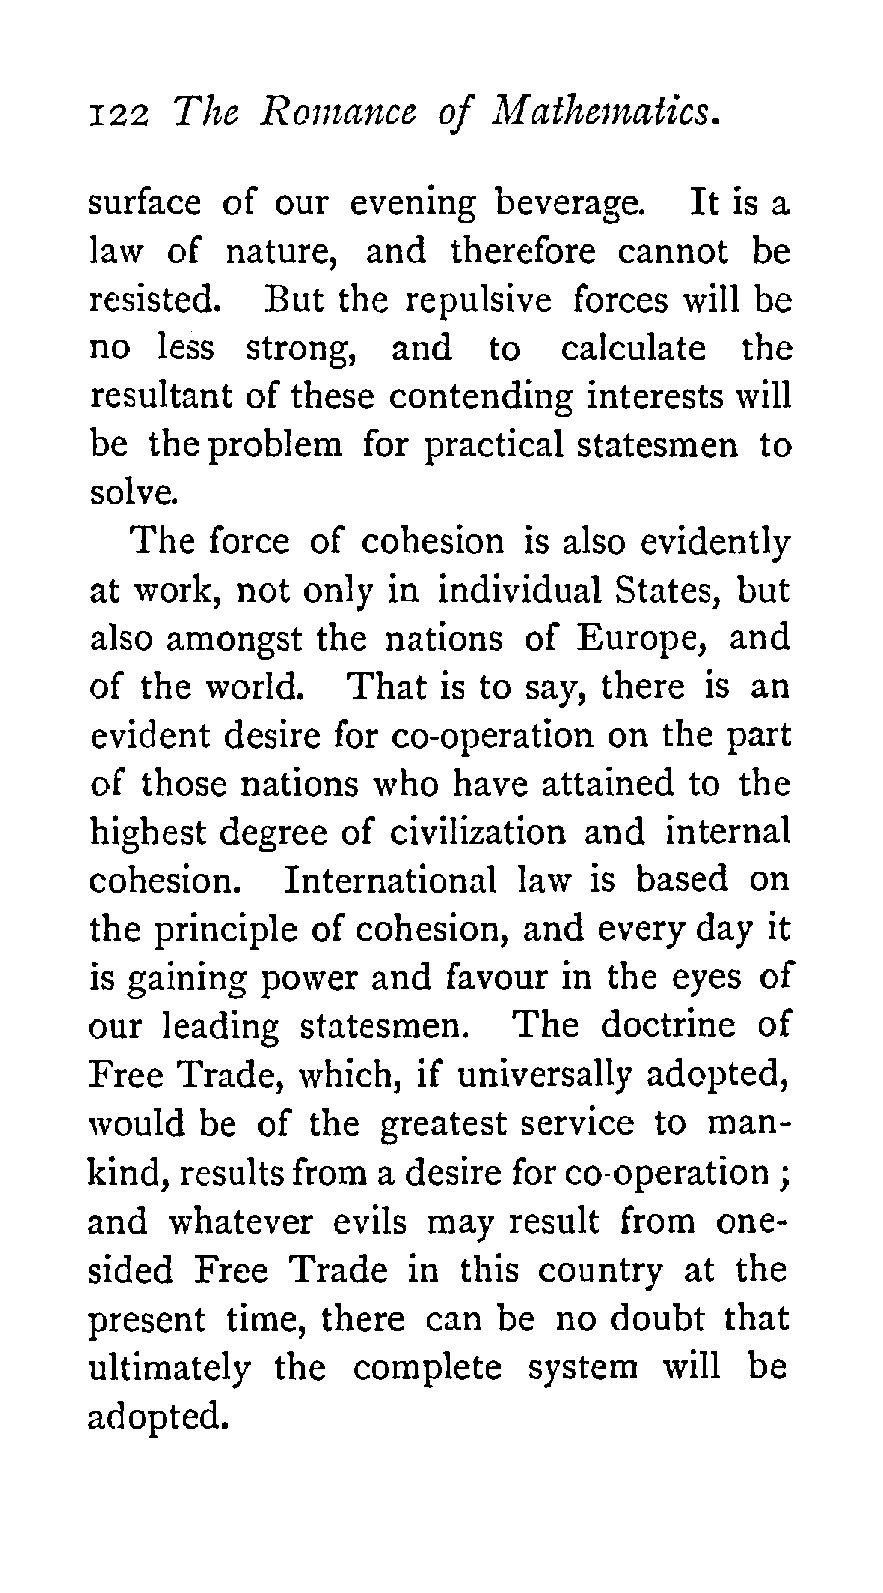 122 The Romance of Mathematics.
surface of our evening beverage. It is a
law of nature, and therefore cannot be
resisted. But the repulsive forces will be
no less strong, and to calculate the
resultant of these contending interests will
be the problem for practical statesmen to
solve.
The force of cohesion is also evidently
at work, not only in individual States, but
also amongst the nations of Europe, and
of the world. That is to say, there is an
evident desire for co-operation on the part
of those nations who have attained to the
highest degree of civilization and internal
cohesion. International law is based on
the principle of cohesion, and every day it
is gaining power and favour in the eyes of
our leading statesmen. The doctrine of
Free Trade, which, if universally adopted,
would be of the greatest service to man-
kind, results from a desire for co-operation ;
and whatever evils may result from one-
sided Free Trade in this country at the
present time, there can be no doubt that
ultimately the complete system will be
adopted.